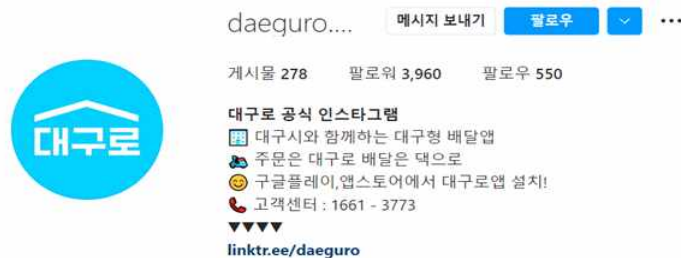 daeguro....
메시지 보내기
팔로우
게시물 278 팔로워 3,960 팔로우 550
대구로
대구로 공식 인스타그램
대구시와 함께하는 대구형 배달앱
주문은 대구로 배달은 댁으로
구글플레이,앱스토어에서 대구로앱 설치!
고객센터 : 1661 - 3773
▼▼▼▼
linktr.ee/daeguro